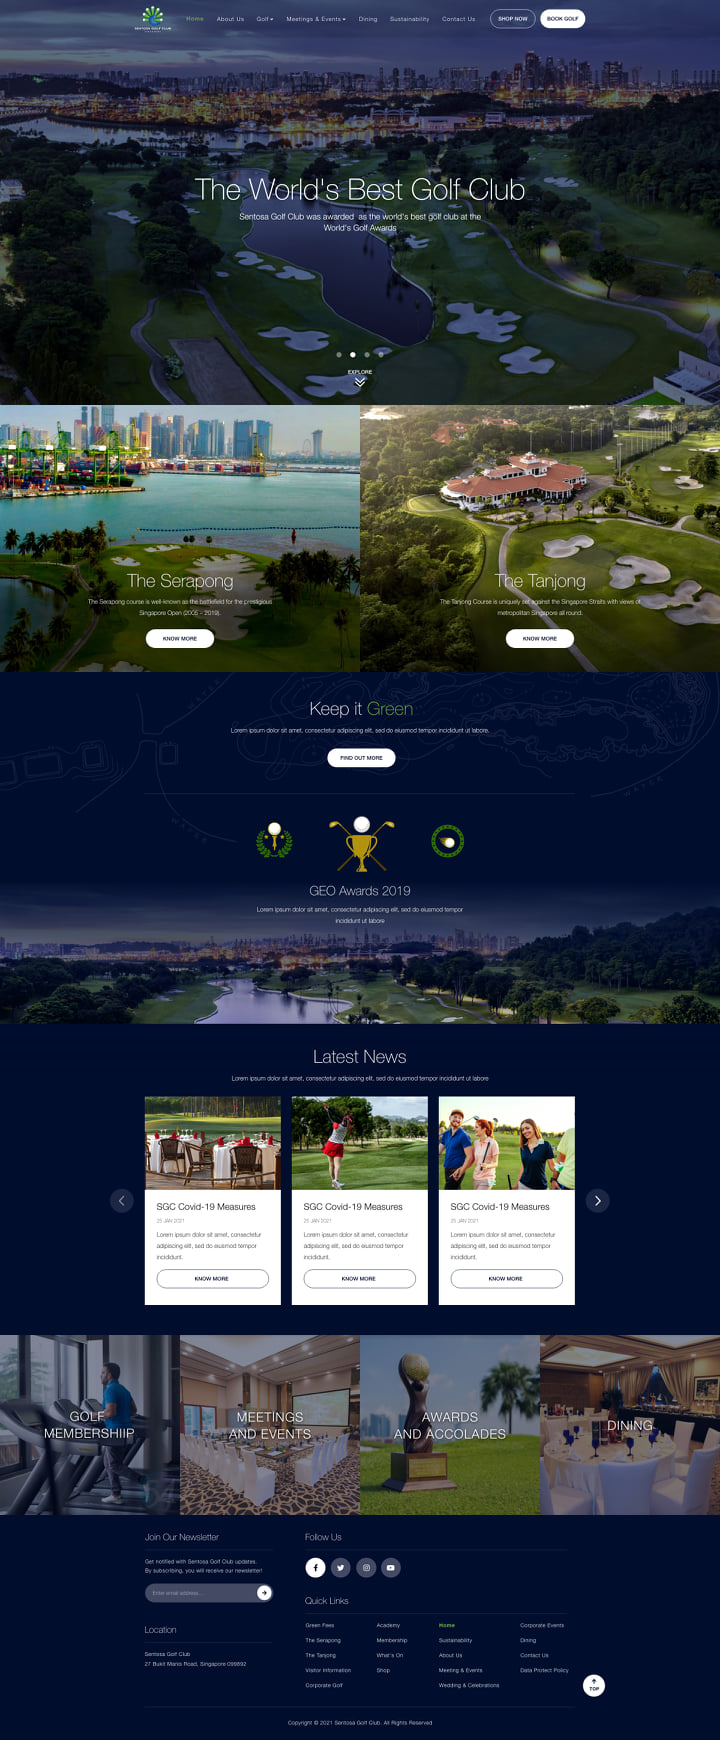 SENTOSA GOLF CLUB
Home
About Us
Golf
Meetings & Events
Dining
Sustainability
Contact Us
SHOP NOW
BOOK GOLF
The World's Best Golf Club
Sentosa Golf Club was awarded as the world's best golf club at the
World's Golf Awards
EXPLORE
The Serapong
The Serapong course is well-known as the battlefield for the prestigious
Singapore Open (2005 – 2019).
KNOW MORE
The Tanjong
The Tanjong Course is uniquely set against the Singapore Straits with views of
metropolitan Singapore all round.
KNOW MORE
WATER
Keep it Green
Lorem ipsum dolor sit amet, consectetur adipiscing elit, sed do eiusmod tempor incididunt ut labore.
FIND OUT MORE
WATER
WATER
GEO Awards 2019
Lorem ipsum dolor sit amet, consectetur adipiscing elit, sed do eiusmod tempor
incididunt ut labore
Latest News
Lorem ipsum dolor sit amet, consectetur adipiscing elit, sed do eiusmod tempor incididunt ut labore
SGC Covid-19 Measures
25 JAN 2021
Lorem ipsum dolor sit amet, consectetur
adipiscing elit, sed do eiusmod tempor
incididunt.
KNOW MORE
SGC Covid-19 Measures
25 JAN 2021
Lorem ipsum dolor sit amet, consectetur
adipiscing elit, sed do eiusmod tempor
incididunt.
KNOW MORE
SGC Covid-19 Measures
25 JAN 2021
Lorem ipsum dolor sit amet, consectetur
adipiscing elit, sed do eiusmod tempor
incididunt.
KNOW MORE
GOLF
MEMBERSHIIP
MEETINGS
AND EVENTS
AWARDS
AND ACCOLADES
DINING
Join Our Newsletter
Get notified with Sentosa Golf Club updates.
By subscribing, you will receive our newsletter!
Enter email address...
Location
Sentosa Golf Club
27 Bukit Manis Road, Singapore 099892
Follow Us
Quick Links
Green Fees
The Serapong
The Tanjong
Visitor Information
Corporate Golf
Academy
Membership
What's On
Shop
Home
Sustainability
About Us
Meeting & Events
Wedding & Celebrations
Corporate Events
Dining
Contact Us
Data Protect Policy
TOP
Copyright © 2021 Sentosa Golf Club. All Rights Reserved